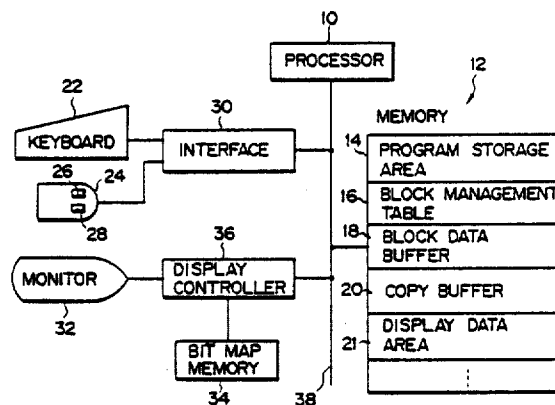 10
PROCESSOR
12
22
30
MEMORY
KEYBOARD
INTERFACE
14
PROGRAM STORAGE
AREA
26
24
16
BLOCK MANAGEMENT
TABLE
28
36
18
BLOCK DATA
BUFFER
MONITOR
DISPLAY
CONTROLLER
20
COPY BUFFER
32
21
DISPLAY DATA
AREA
BIT MAP
MEMORY
34
38